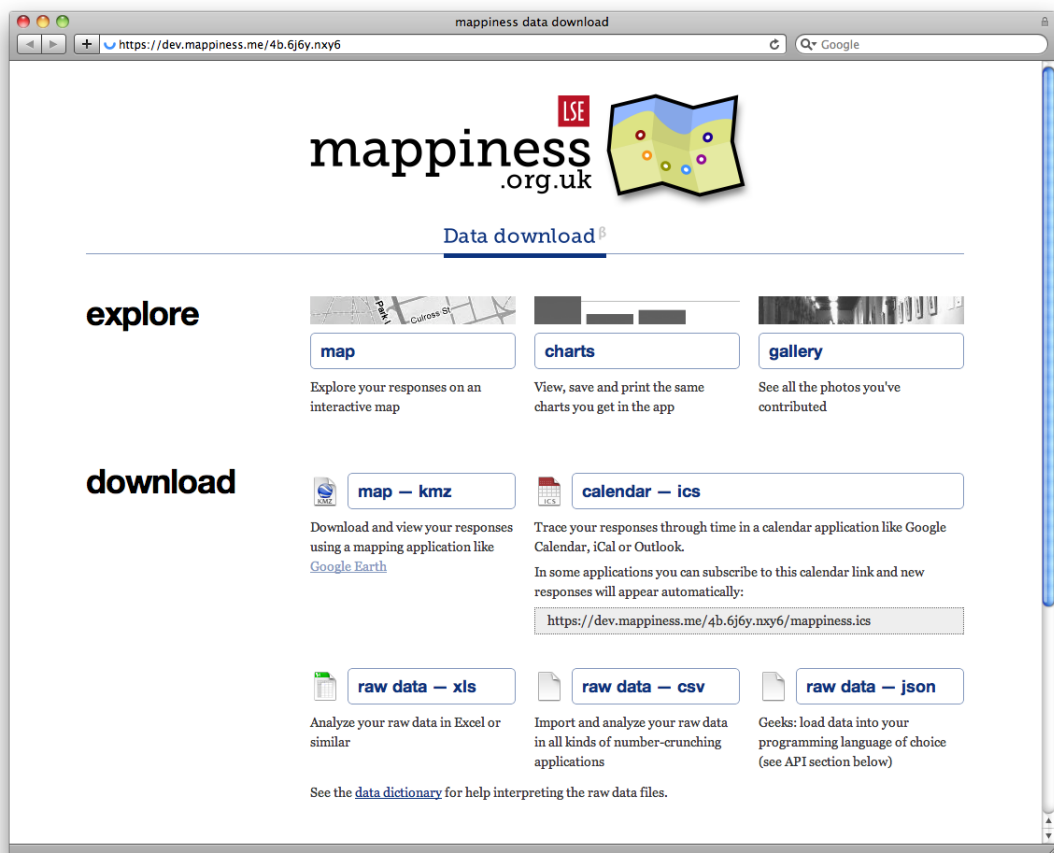 mappiness data download
https://dev.mappiness.me/4b.6j6y.nxy6
Google
LSE
mappiness
.org.uk
Data download β
explore
Park L
Culross St
map
charts
gallery
Explore your responses on an
interactive map
View, save and print the same
charts you get in the app
See all the photos you've
contributed
download
KMZ
map — kmz
ICS
calendar — ics
Download and view your responses
using a mapping application like
Google Earth
Trace your responses through time in a calendar application like Google
Calendar, iCal or Outlook.
In some applications you can subscribe to this calendar link and new
responses will appear automatically:
https://dev.mappiness.me/4b.6j6y.nxy6/mappiness.ics
raw data — xls
raw data — csv
raw data — json
Analyze your raw data in Excel or
similar
Import and analyze your raw data
in all kinds of number-crunching
applications
Geeks: load data into your
programming language of choice
(see API section below)
See the data dictionary for help interpreting the raw data files.